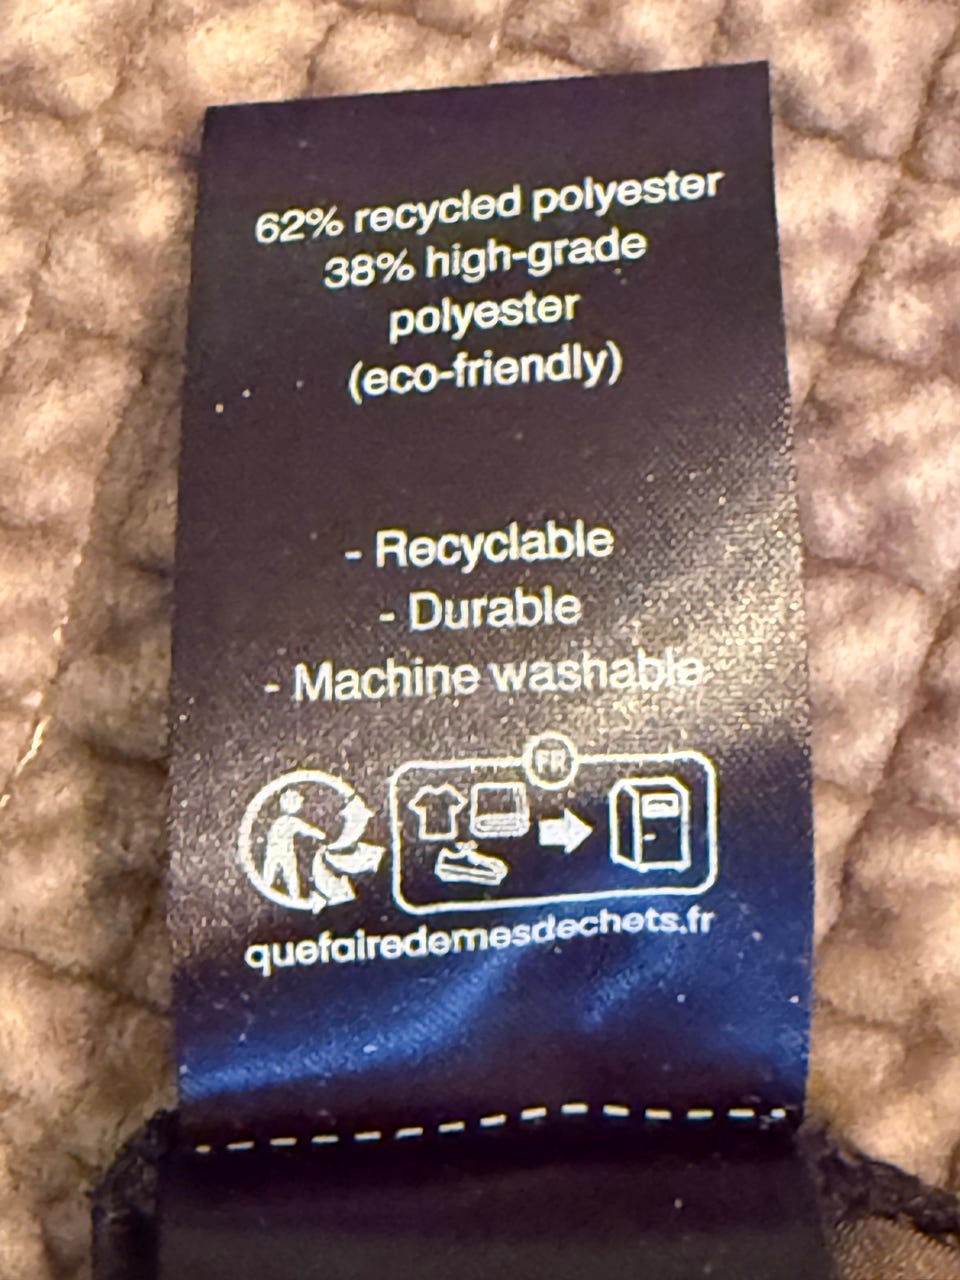 62% recycled polyester
38% high-grade
polyester
(eco-friendly)
- Recyclable
- Durable
- Machine washable
FR
quefairedemesdechets.fr